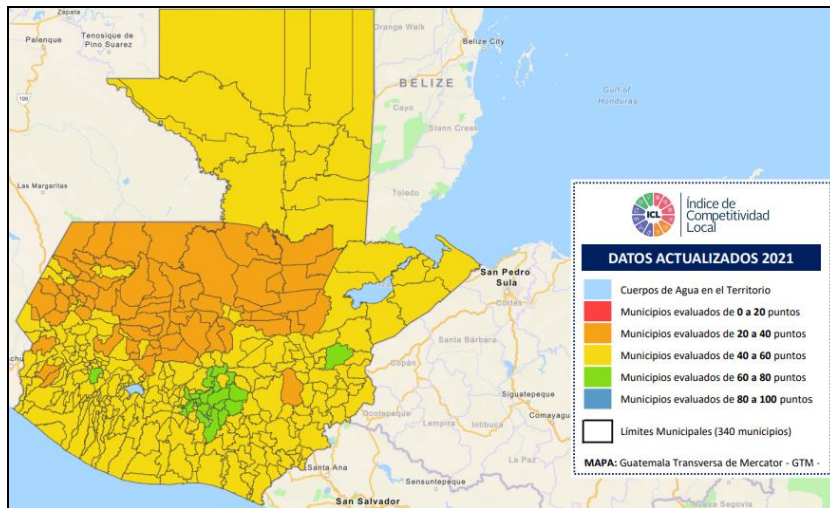 Zapata
Tenosique de
Pino Suarez
Palenque
Orange Walk
Belize City
BELIZE
Cayo
Gulf of
Honduras
Stann Creek
199
Las Margaritas
Toledo
ICL
Índice de
Competitividad
Local
DATOS ACTUALIZADOS 2021
San Pedro
Sula
Cortes
Cuerpos de Agua en el Territorio
Municipios evaluados de 0 a 20 puntos
Santa Bárbara
Municipios evaluados de 20 a 40 puntos
Copán
Municipios evaluados de 40 a 60 puntos
Siguatepeque
Municipios evaluados de 60 a 80 puntos
Ocotepeque
Lempira
Intibuca
Comayagu
Municipios evaluados de 80 a 100 puntos
Límites Municipales (340 municipios)
La Paz
MAPA: Guatemala Transversa de Mercator - GTM -
Santa Ana
Sensuntepeque
San Salvador
Nueva Segovia